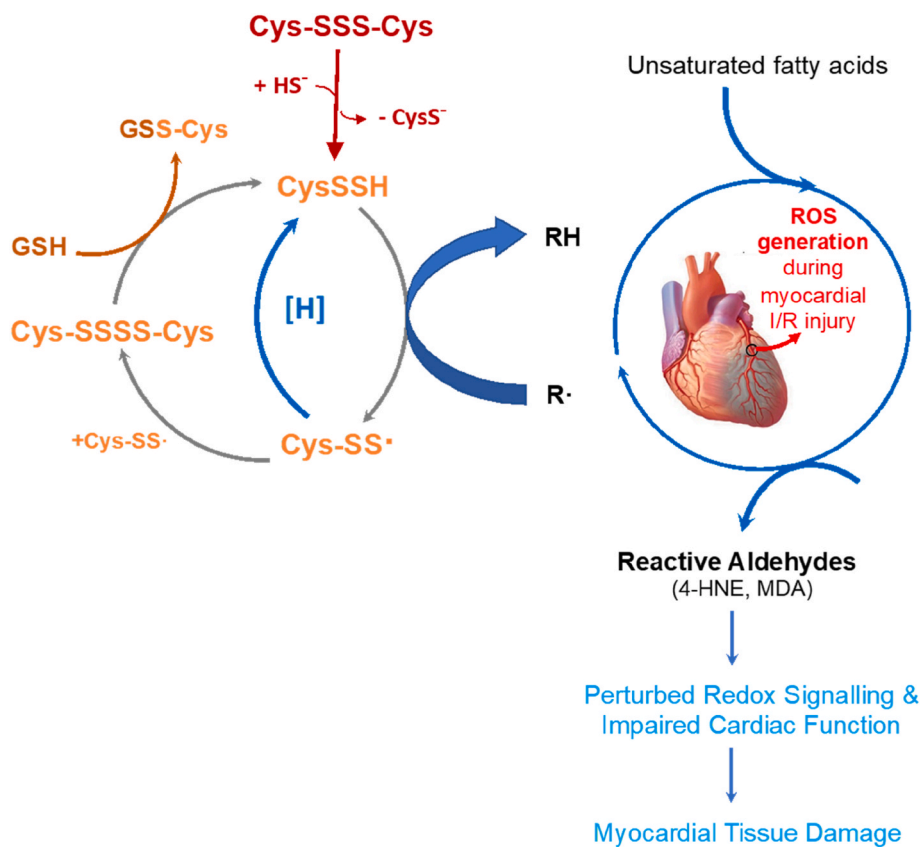 Cys-SSS-Cys
+ HS⁻
- CysS⁻
GSS-Cys
CysSSH
GSH
[H]
Cys-SSSS-Cys
+Cys-SS·
Cys-SS·
RH
R·
Unsaturated fatty acids
ROS
generation
during
myocardial
I/R injury
Reactive Aldehydes
(4-HNE, MDA)
Perturbed Redox Signalling &
Impaired Cardiac Function
Myocardial Tissue Damage